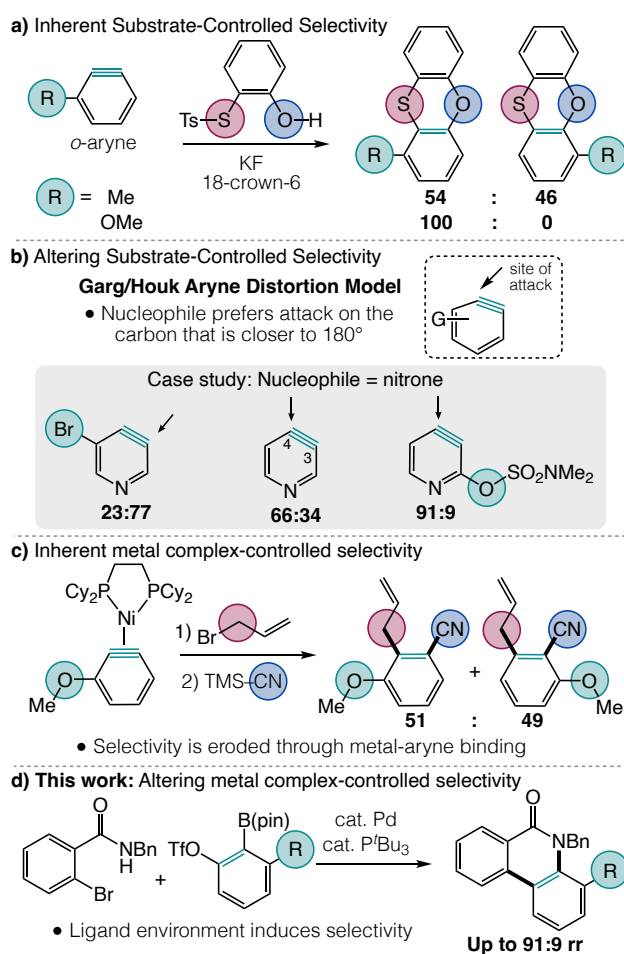 a) Inherent Substrate-Controlled Selectivity
R
o-aryne
Ts S O–H
KF
18-crown-6
S O
R
S O
R
R = Me 54 : 46
OMe 100 : 0
b) Altering Substrate-Controlled Selectivity
Garg/Houk Aryne Distortion Model
• Nucleophile prefers attack on the
carbon that is closer to 180°
site of
attack
G
Case study: Nucleophile = nitrone
Br
N
23:77
4
3
N
66:34
N
O
SO2NMe2
91:9
c) Inherent metal complex-controlled selectivity
Cy2P PCy2
Ni
O
Me
1) Br
2) TMS–CN
CN
O
Me
+
CN
O
Me
51 : 49
• Selectivity is eroded through metal-aryne binding
d) This work: Altering metal complex-controlled selectivity
O
N Bn
H
Br
+
B(pin)
TfO R
cat. Pd
cat. PtBu3
O
NBn
R
• Ligand environment induces selectivity
Up to 91:9 rr